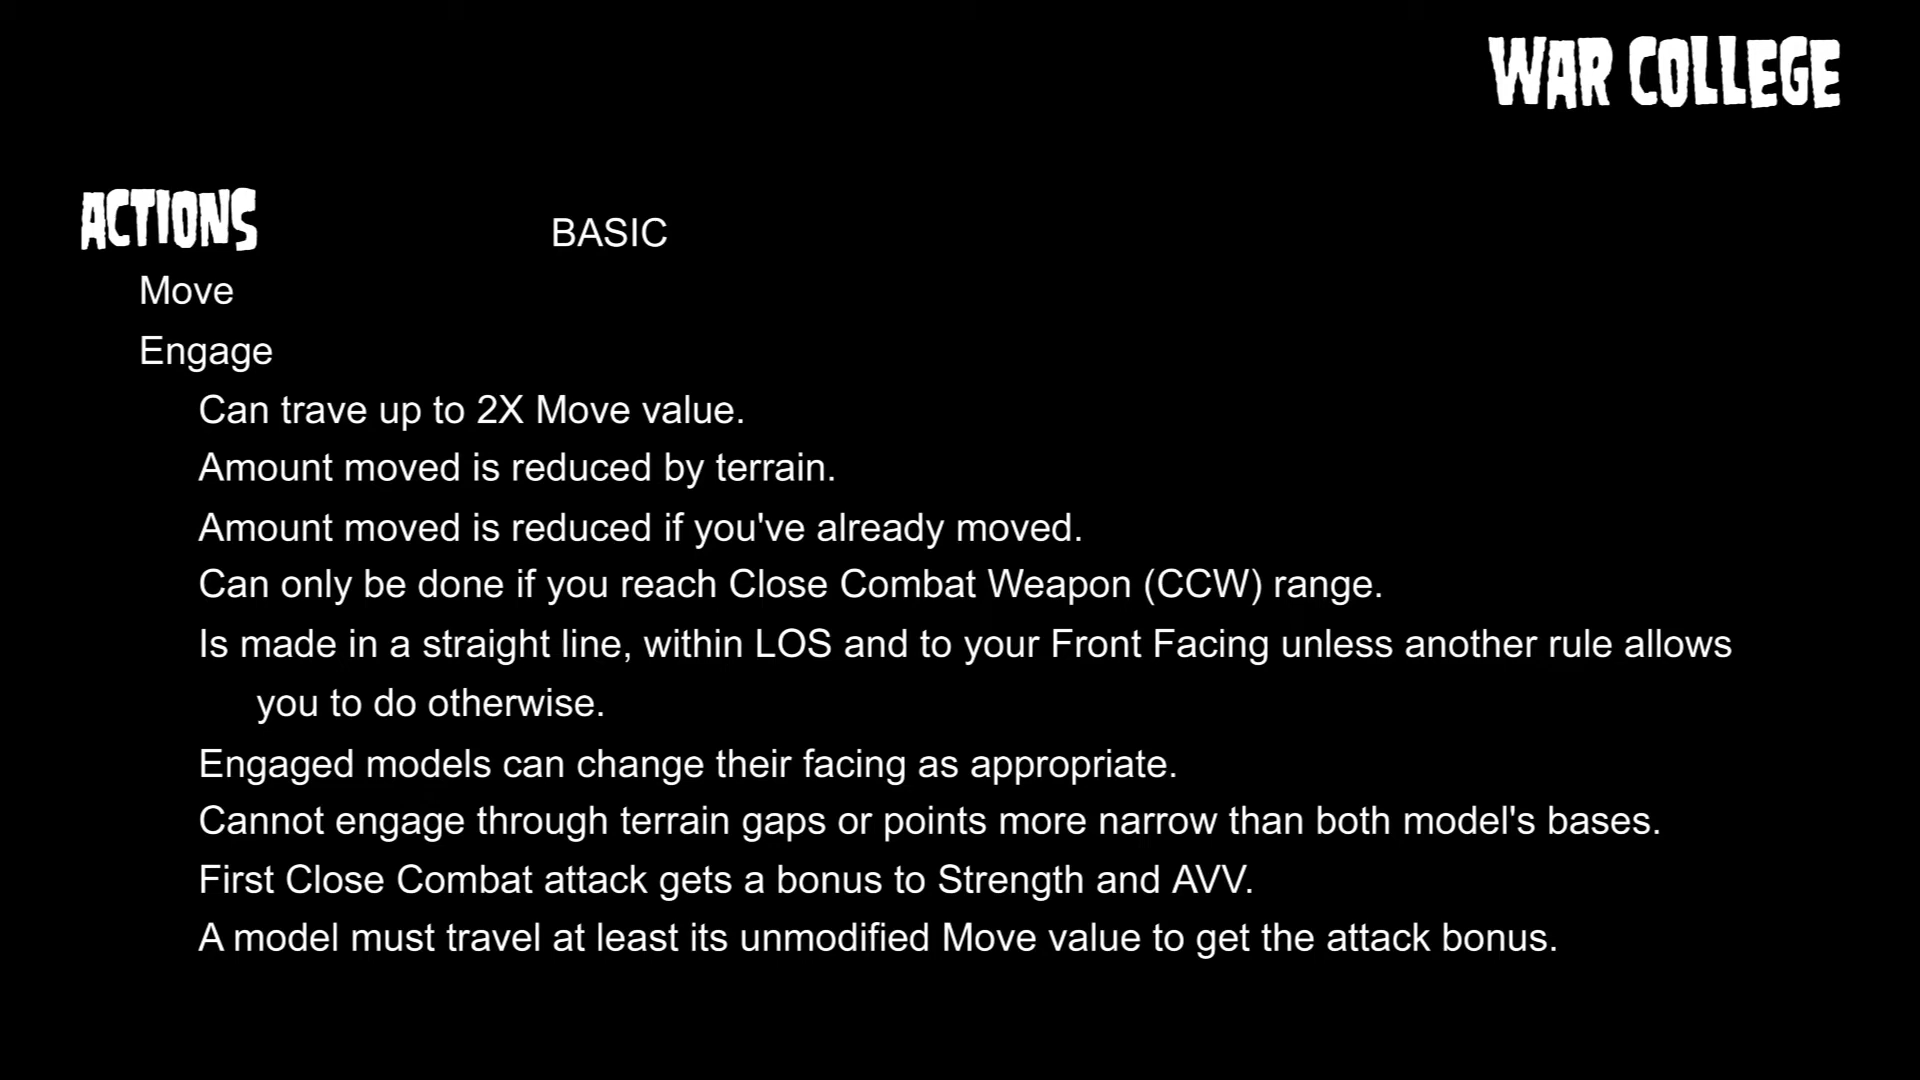 WAR COLLEGE
ACTIONS BASIC
Move
Engage
Can trave up to 2X Move value.
Amount moved is reduced by terrain.
Amount moved is reduced if you've already moved.
Can only be done if you reach Close Combat Weapon (CCW) range.
Is made in a straight line, within LOS and to your Front Facing unless another rule allows
you to do otherwise.
Engaged models can change their facing as appropriate.
Cannot engage through terrain gaps or points more narrow than both model's bases.
First Close Combat attack gets a bonus to Strength and AVV.
A model must travel at least its unmodified Move value to get the attack bonus.